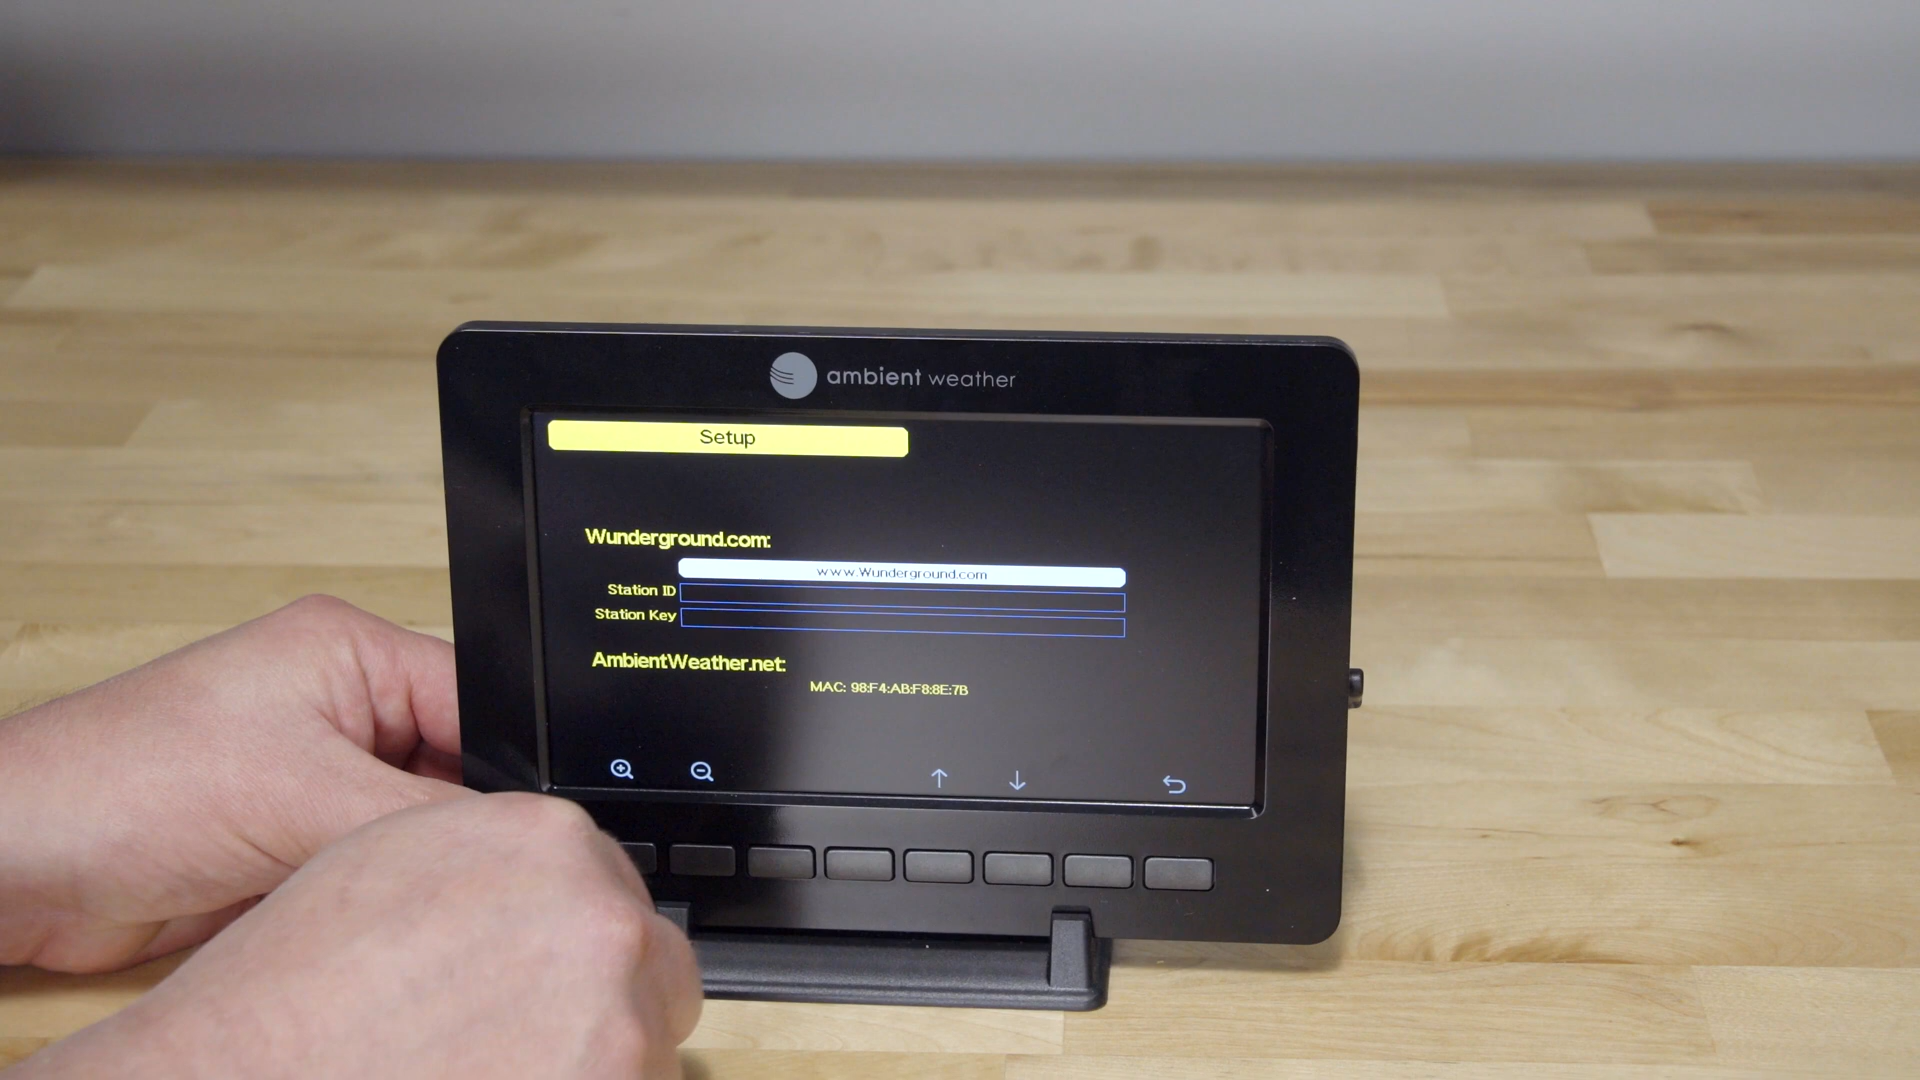 ambient weather
Setup
Wunderground.com:
www.Wunderground.com
Station ID
Station Key
AmbientWeather.net:
MAC: 98:F4:AB:F8:8E:7B